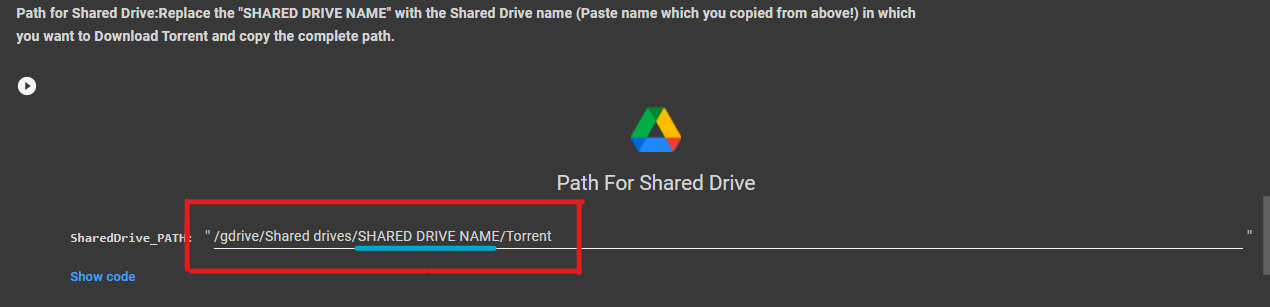 Path for Shared Drive:Replace the "SHARED DRIVE NAME" with the Shared Drive name (Paste name which you copied from above!) in which
you want to Download Torrent and copy the complete path.
Path For Shared Drive
SharedDrive_PATH: " /gdrive/Shared drives/SHARED DRIVE NAME/Torrent "
Show code